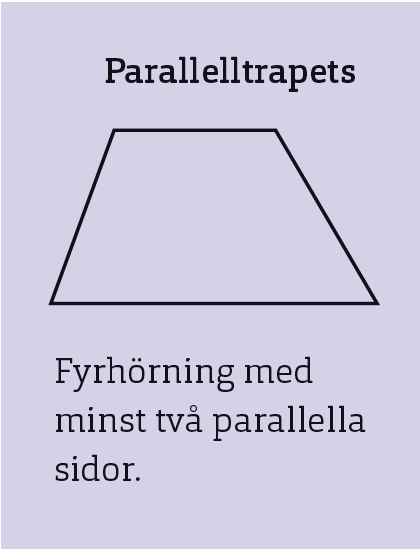 Parallelltrapets
Fyrhörning med
minst två parallella
sidor.